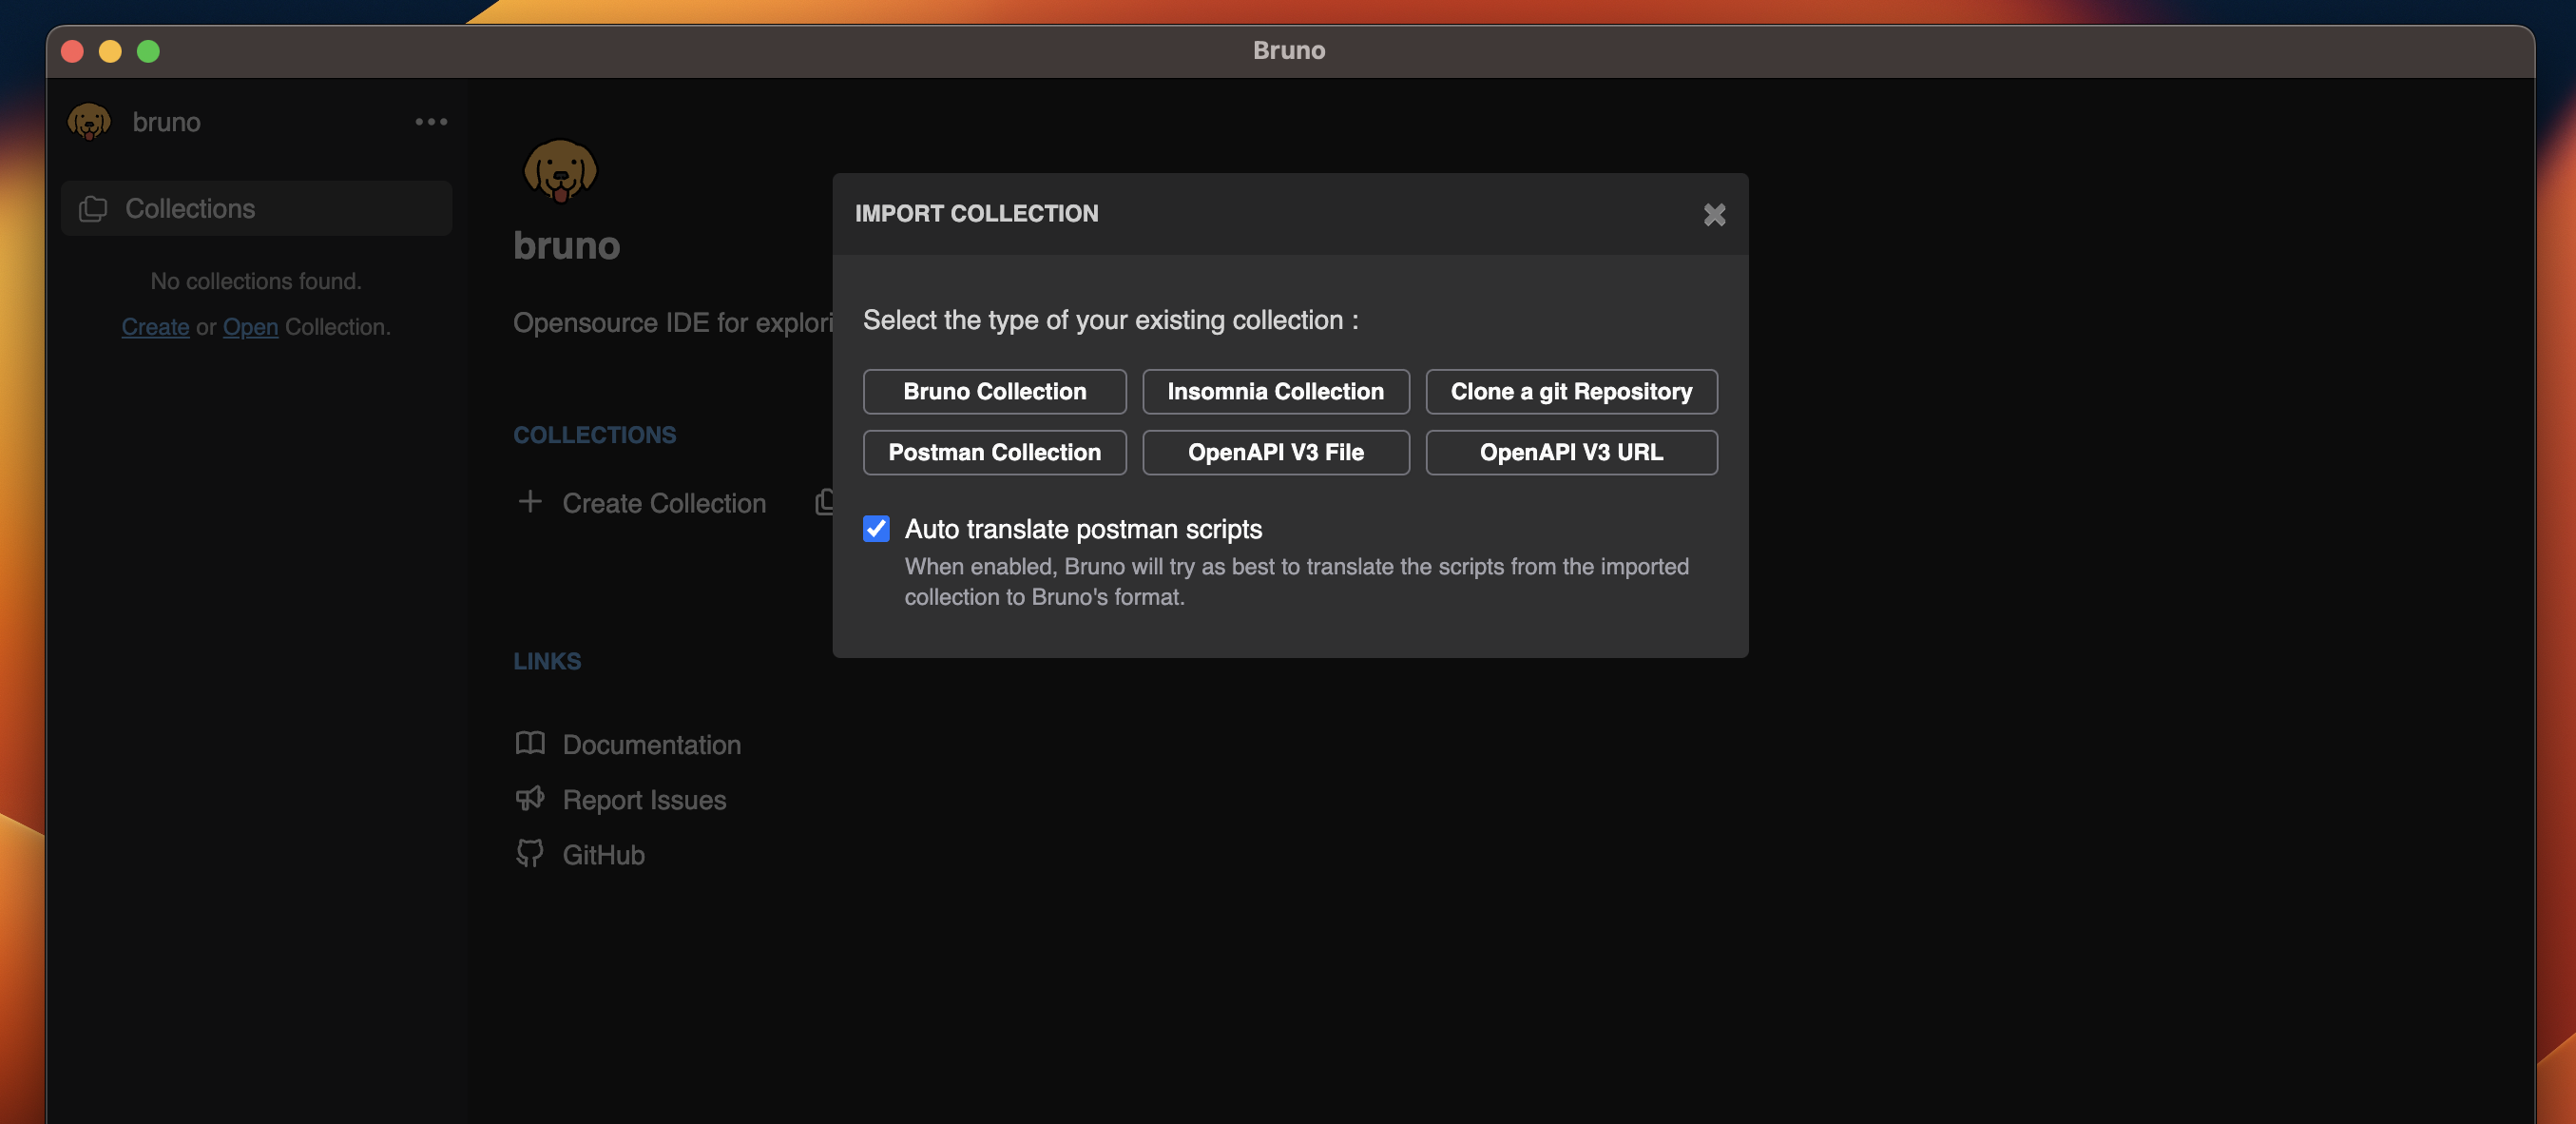 Bruno
bruno
Collections
No collections found.
Create or Open Collection.
bruno
Opensource IDE for explori
COLLECTIONS
Create Collection
LINKS
Documentation
Report Issues
GitHub
IMPORT COLLECTION
Select the type of your existing collection :
Bruno Collection Insomnia Collection Clone a git Repository
Postman Collection OpenAPI V3 File OpenAPI V3 URL
Auto translate postman scripts
When enabled, Bruno will try as best to translate the scripts from the imported
collection to Bruno's format.